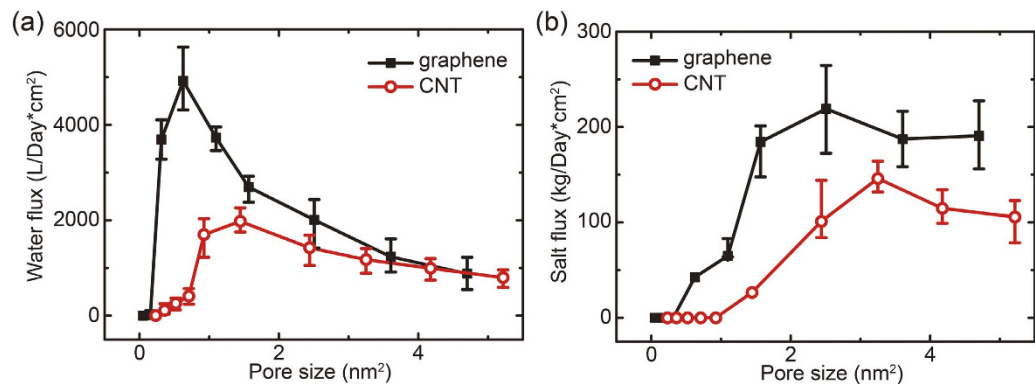 (a)
6000
4000
2000
0
Water flux (L/Day*cm²)
graphene
CNT
0 2 4
Pore size (nm²)
(b)
300
200
100
0
Salt flux (kg/Day*cm²)
graphene
CNT
0 2 4
Pore size (nm²)